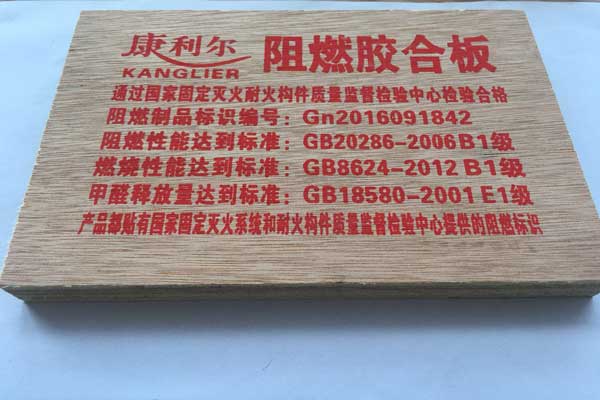 康利尔
KANGLIER
阻燃胶合板
通过国家固定灭火耐火构件质量监督检验中心检验合格
阻燃制品标识编号：Gn2016091842
阻燃性能达到标准：GB20286-2006B1级
燃烧性能达到标准：GB8624-2012 B1级
甲醛释放量达到标准：GB18580-2001 E1级
产品都贴有国家固定灭火系统和耐火构件质量监督检验中心提供的阻燃标识